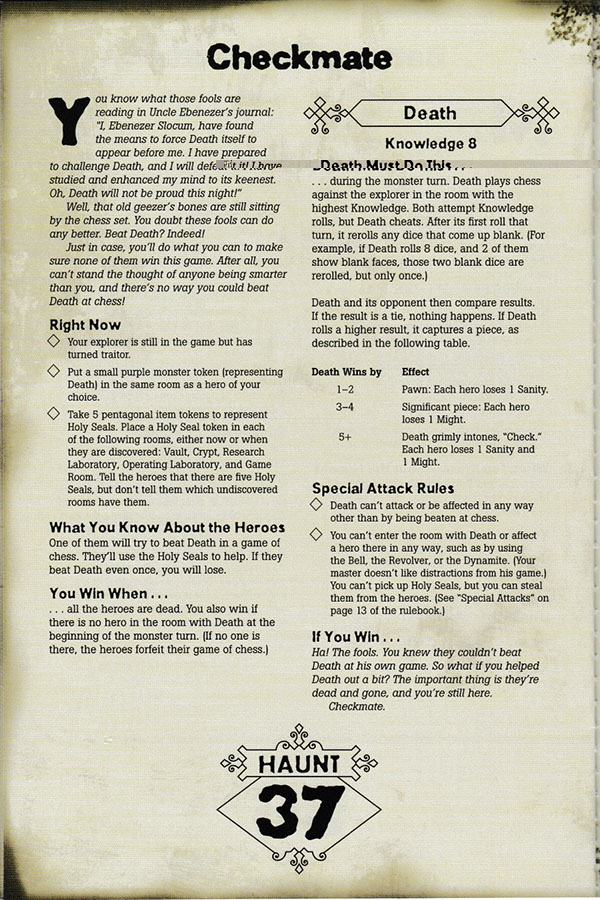 Checkmate
You know what those fools are
reading in Uncle Ebenezer's journal:
"I, Ebenezer Slocum, have found
the means to force Death itself to
appear before me. I have prepared
to challenge Death, and I will defeat it! I have
studied and enhanced my mind to its keenest.
Oh, Death will not be proud this night!"
Well, that old geezer's bones are still sitting
by the chess set. You doubt these fools can do
any better. Beat Death? Indeed!
Just in case, you'll do what you can to make
sure none of them win this game. After all, you
can't stand the thought of anyone being smarter
than you, and there's no way you could beat
Death at chess!
Right Now
Your explorer is still in the game but has
turned traitor.
Put a small purple monster token (representing
Death) in the same room as a hero of your
choice.
Take 5 pentagonal item tokens to represent
Holy Seals. Place a Holy Seal token in each
of the following rooms, either now or when
they are discovered: Vault, Crypt, Research
Laboratory, Operating Laboratory, and Game
Room. Tell the heroes that there are five Holy
Seals, but don't tell them which undiscovered
rooms have them.
What You Know About the Heroes
One of them will try to beat Death in a game of
chess. They'll use the Holy Seals to help. If they
beat Death even once, you will lose.
You Win When . . .
. . . all the heroes are dead. You also win if
there is no hero in the room with Death at the
beginning of the monster turn. (If no one is
there, the heroes forfeit their game of chess.)
Death
Knowledge 8
Death Must Do This . . .
. . . during the monster turn. Death plays chess
against the explorer in the room with the
highest Knowledge. Both attempt Knowledge
rolls, but Death cheats. After its first roll that
turn, it rerolls any dice that come up blank. (For
example, if Death rolls 8 dice, and 2 of them
show blank faces, those two blank dice are
rerolled, but only once.)
Death and its opponent then compare results.
If the result is a tie, nothing happens. If Death
rolls a higher result, it captures a piece, as
described in the following table.
Death Wins by Effect
1–2 Pawn: Each hero loses 1 Sanity.
3–4 Significant piece: Each hero
loses 1 Might.
5+ Death grimly intones, "Check."
Each hero loses 1 Sanity and
1 Might.
Special Attack Rules
Death can't attack or be affected in any way
other than by being beaten at chess.
You can't enter the room with Death or affect
a hero there in any way, such as by using
the Bell, the Revolver, or the Dynamite. (Your
master doesn't like distractions from his game.)
You can't pick up Holy Seals, but you can steal
them from the heroes. (See "Special Attacks" on
page 13 of the rulebook.)
If You Win . . .
Ha! The fools. You knew they couldn't beat
Death at his own game. So what if you helped
Death out a bit? The important thing is they're
dead and gone, and you're still here.
Checkmate.
HAUNT
37